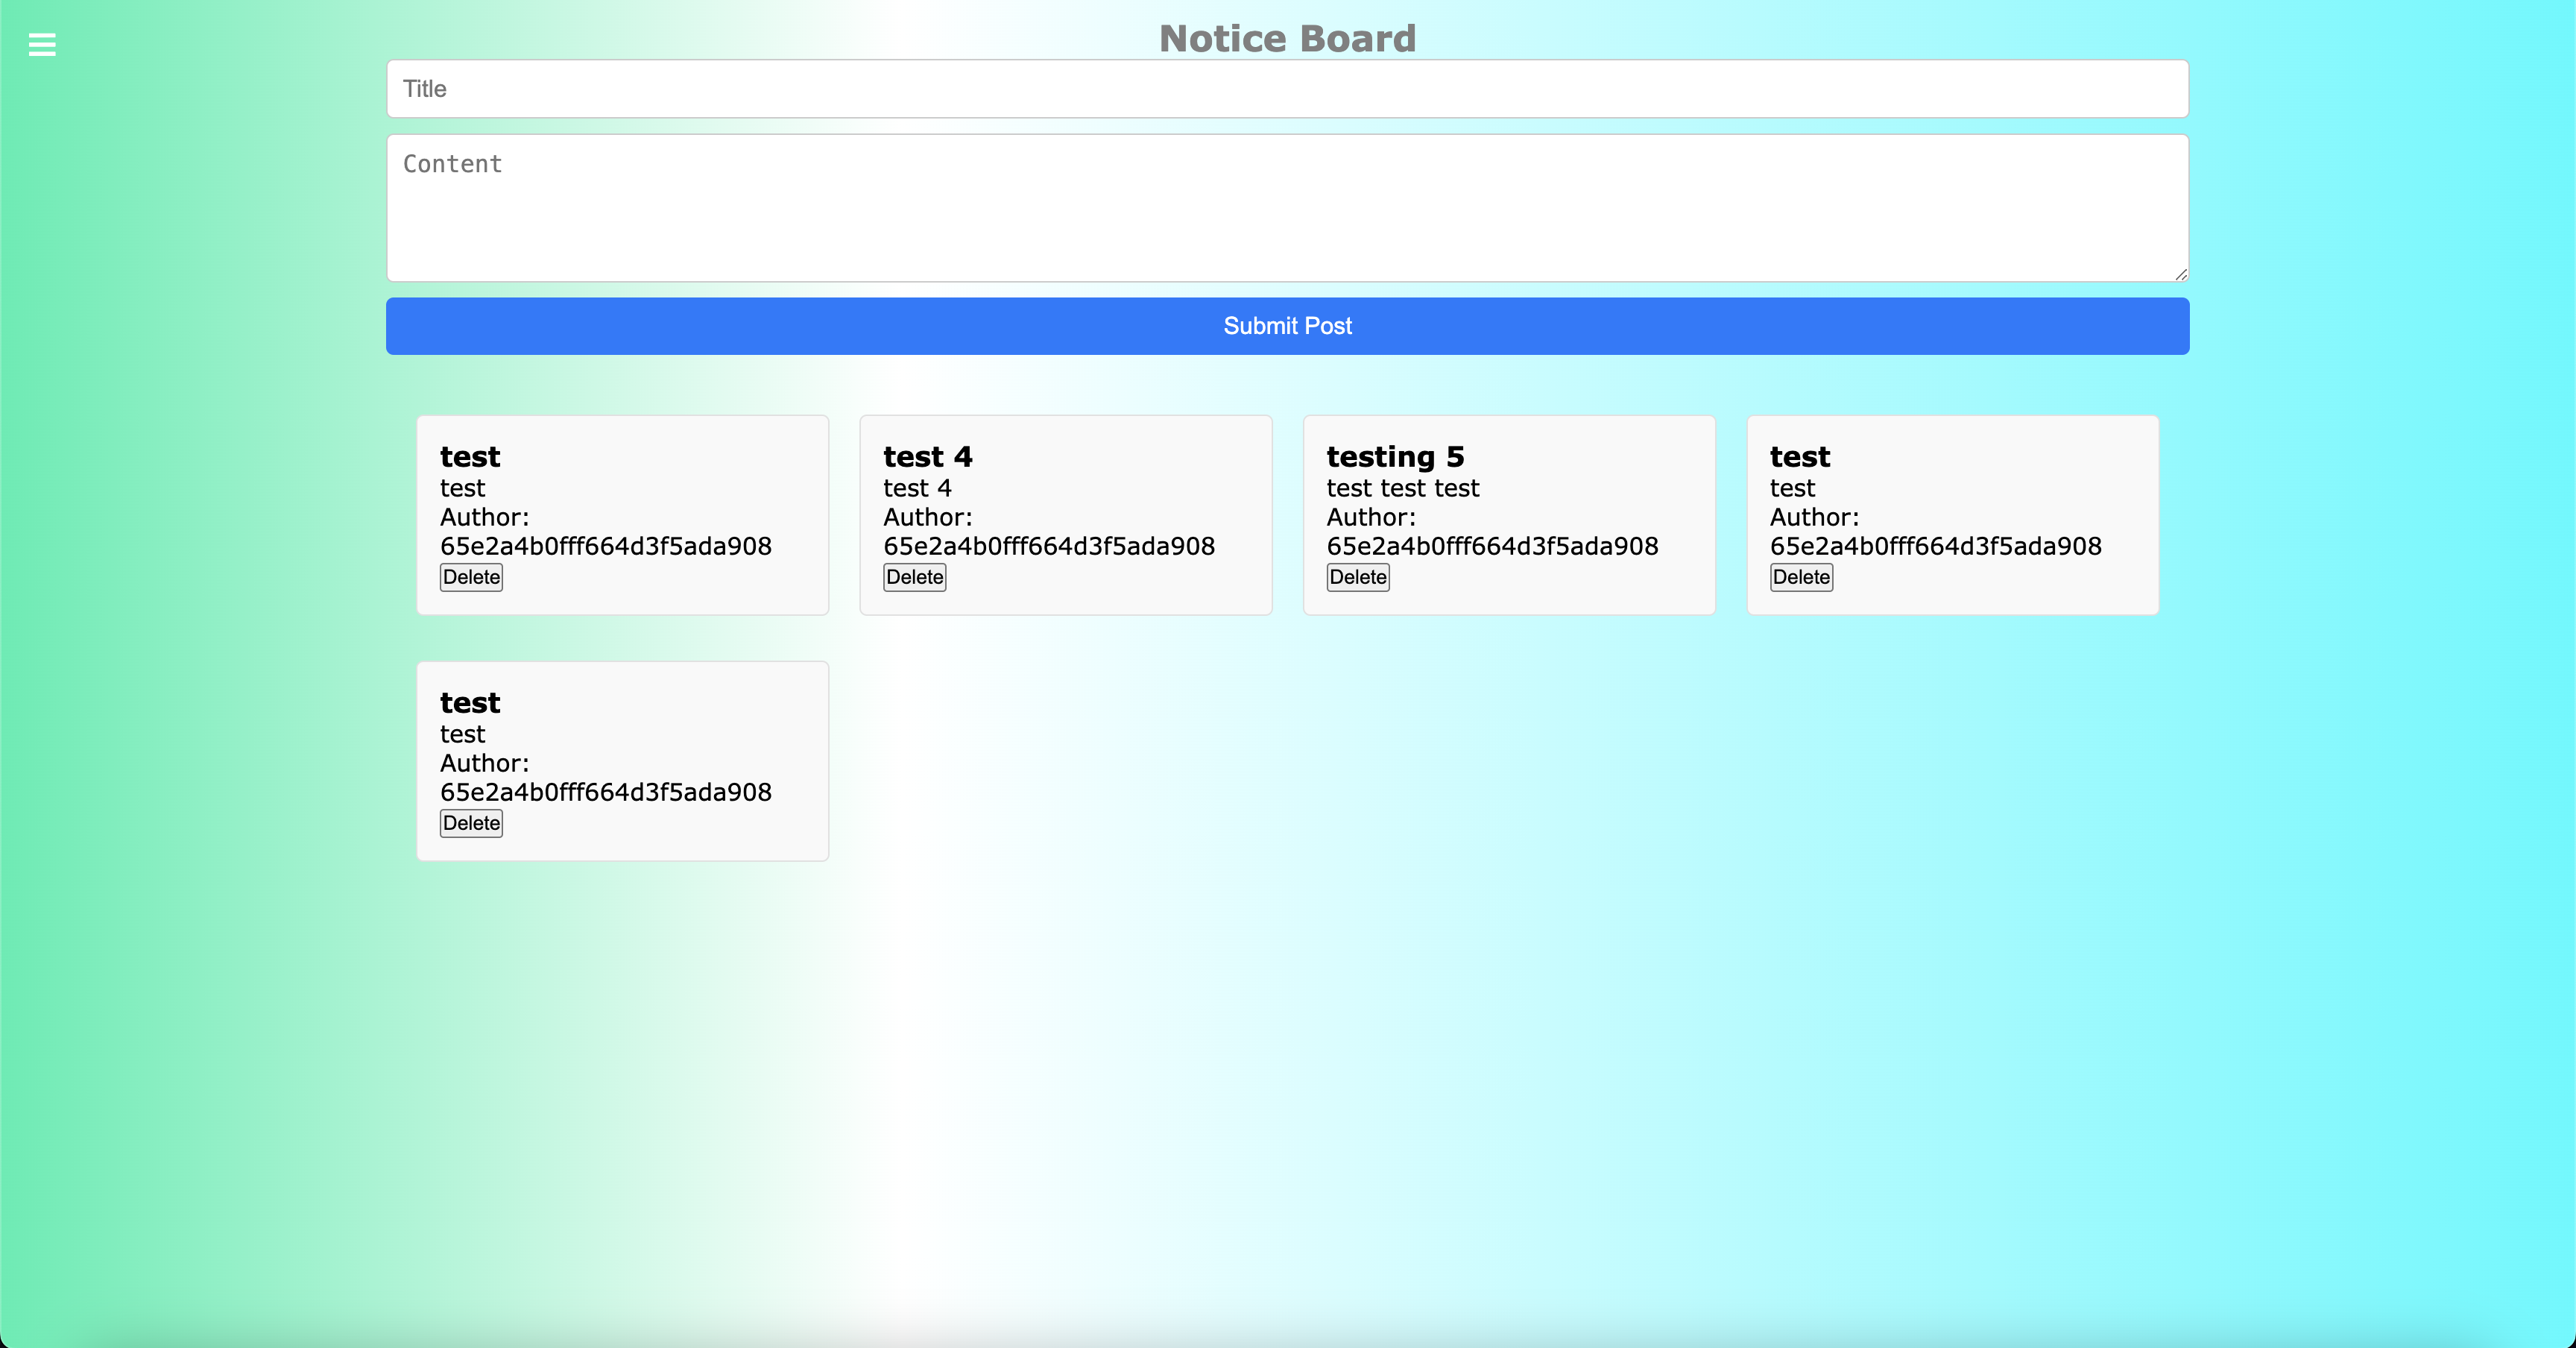 Notice Board
Title
Content
Submit Post
test
test
Author:
65e2a4b0fff664d3f5ada908
Delete
test 4
test 4
Author:
65e2a4b0fff664d3f5ada908
Delete
testing 5
test test test
Author:
65e2a4b0fff664d3f5ada908
Delete
test
test
Author:
65e2a4b0fff664d3f5ada908
Delete
test
test
Author:
65e2a4b0fff664d3f5ada908
Delete